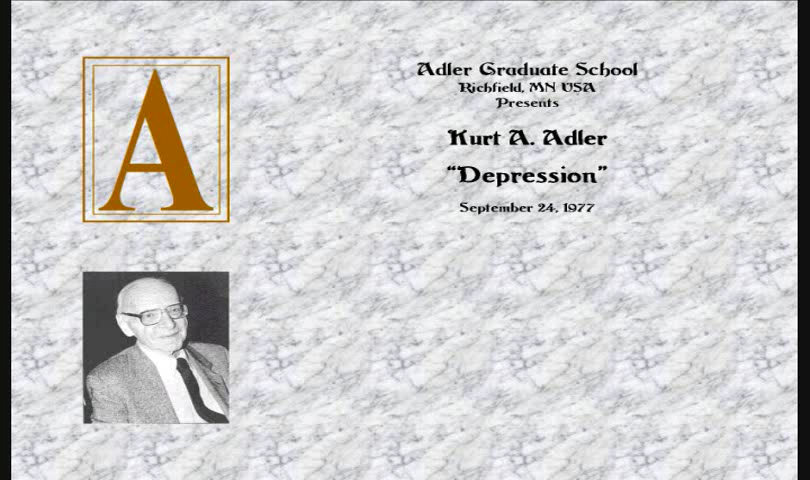 A
Adler Graduate School
Richfield, MN USA
Presents
Kurt A. Adler
“Depression”
September 24, 1977